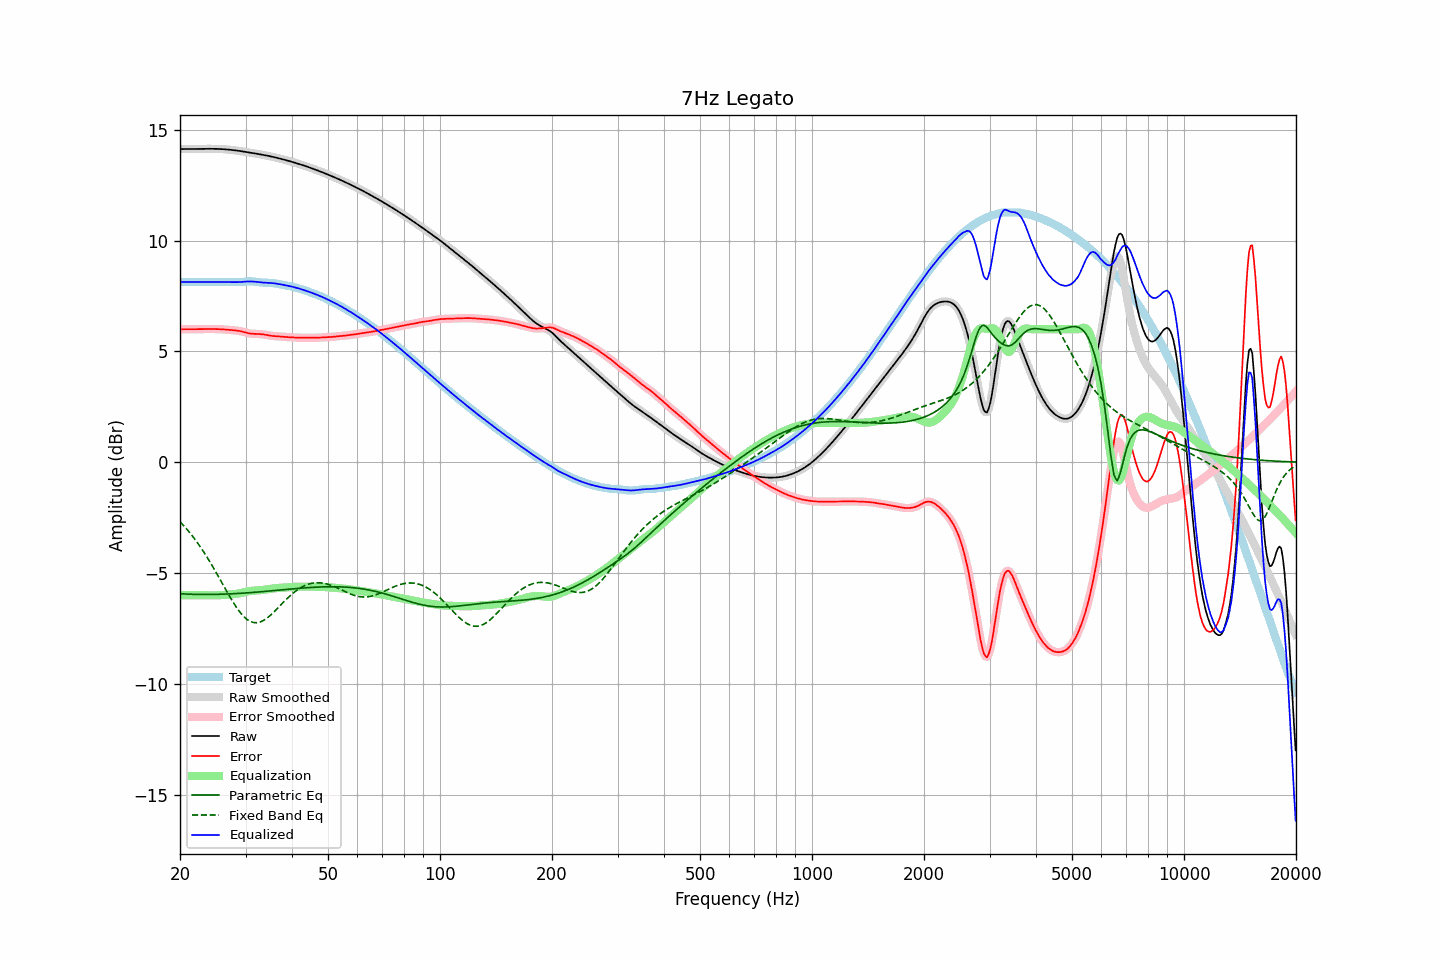 7Hz Legato
15
10
5
0
−5
−10
−15
Amplitude (dBr)
Target
Raw Smoothed
Error Smoothed
Raw
Error
Equalization
Parametric Eq
Fixed Band Eq
Equalized
20 50 100 200 500 1000 2000 5000 10000 20000
Frequency (Hz)